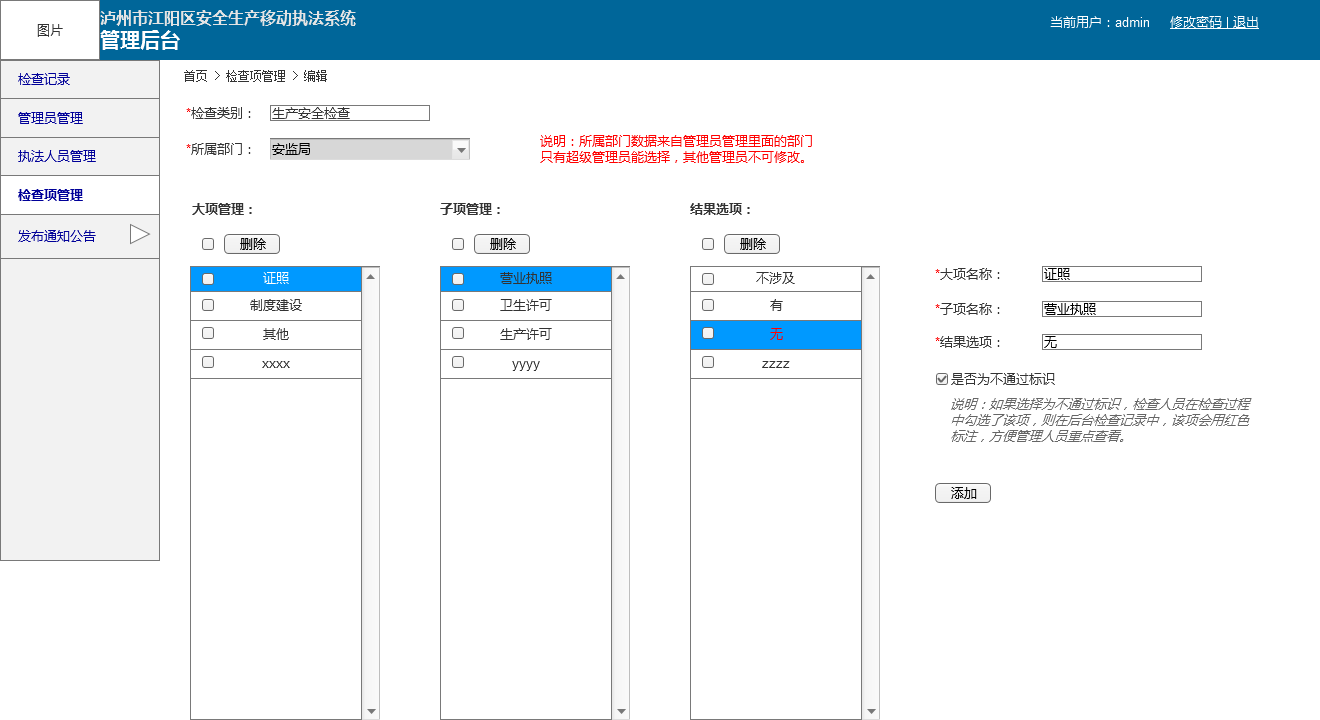 图片
泸州市江阳区安全生产移动执法系统
管理后台
当前用户：admin
修改密码 | 退出
检查记录
管理员管理
执法人员管理
检查项管理
发布通知公告
首页 > 检查项管理 > 编辑
*检查类别： 生产安全检查
*所属部门： 安监局
说明：所属部门数据来自管理员管理里面的部门
只有超级管理员能选择，其他管理员不可修改。
大项管理：
删除
证照
制度建设
其他
xxxx
子项管理：
删除
营业执照
卫生许可
生产许可
yyyy
结果选项：
删除
不涉及
有
无
zzzz
*大项名称： 证照
*子项名称： 营业执照
*结果选项： 无
是否为不通过标识
说明：如果选择为不通过标识，检查人员在检查过程
中勾选了该项，则在后台检查记录中，该项会用红色
标注，方便管理人员重点查看。
添加